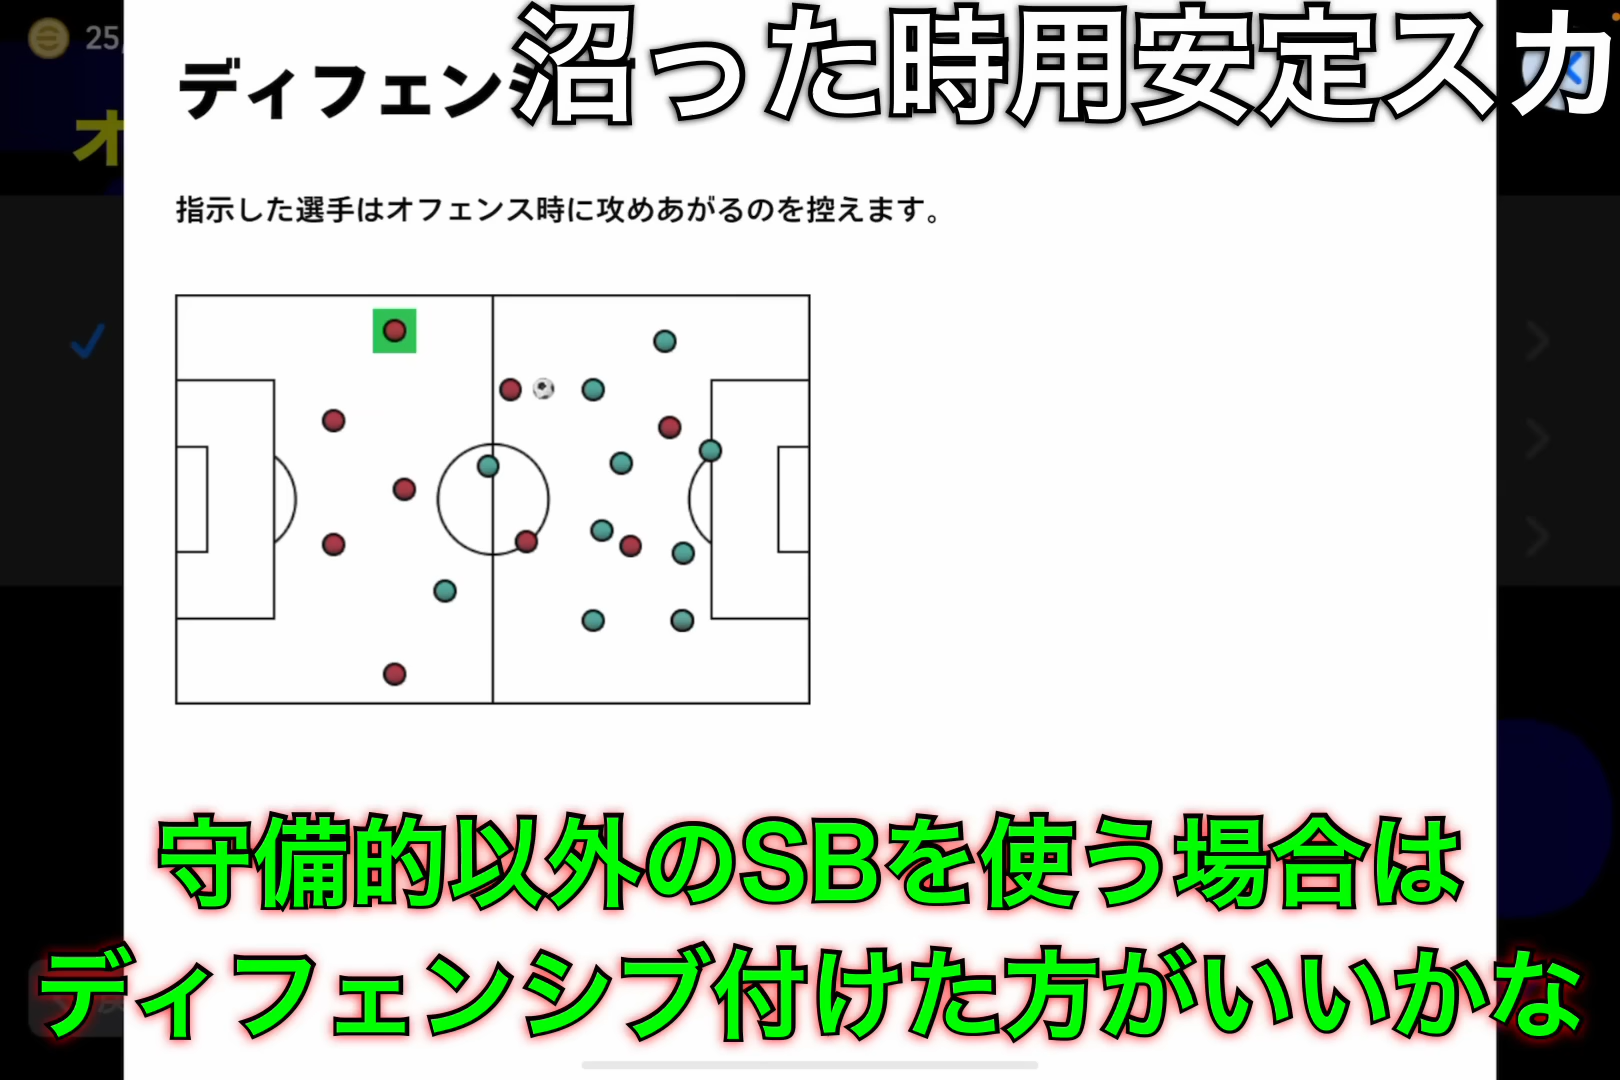 25,
沼った時用安定スカ
ディフェンシ
オ
指示した選手はオフェンス時に攻めあがるのを控えます。
守備的以外のSBを使う場合は
ディフェンシブ付けた方がいいかな